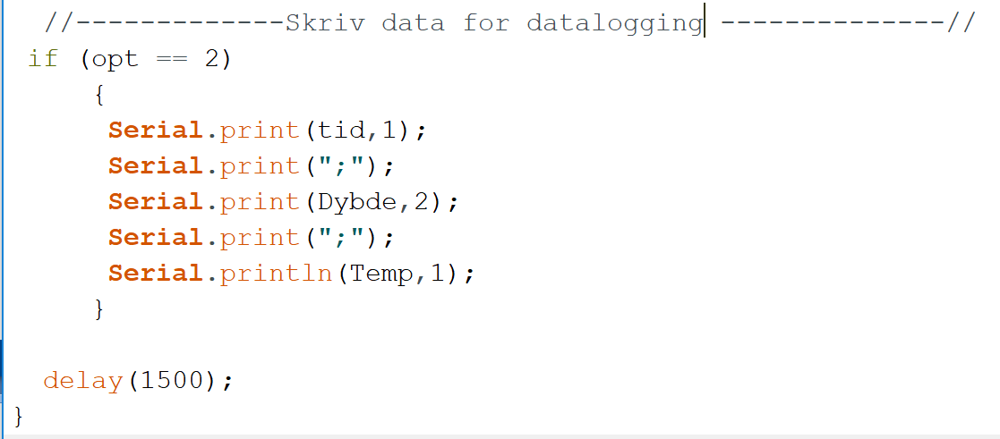 //-------------Skriv data for datalogging --------------//
if (opt == 2)
{
Serial.print(tid,1);
Serial.print(";");
Serial.print(Dybde,2);
Serial.print(";");
Serial.println(Temp,1);
}
delay(1500);
}